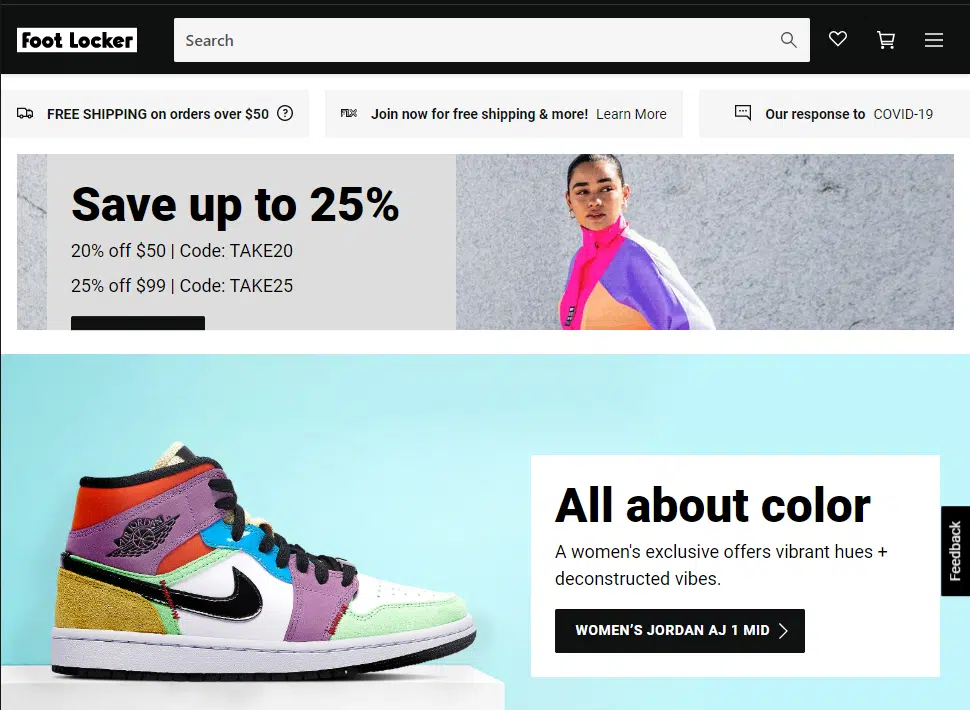 Foot Locker
Search
FREE SHIPPING on orders over $50
Join now for free shipping & more! Learn More
Our response to COVID-19
Save up to 25%
20% off $50 | Code: TAKE20
25% off $99 | Code: TAKE25
All about color
A women's exclusive offers vibrant hues +
deconstructed vibes.
WOMEN’S JORDAN AJ 1 MID
Feedback